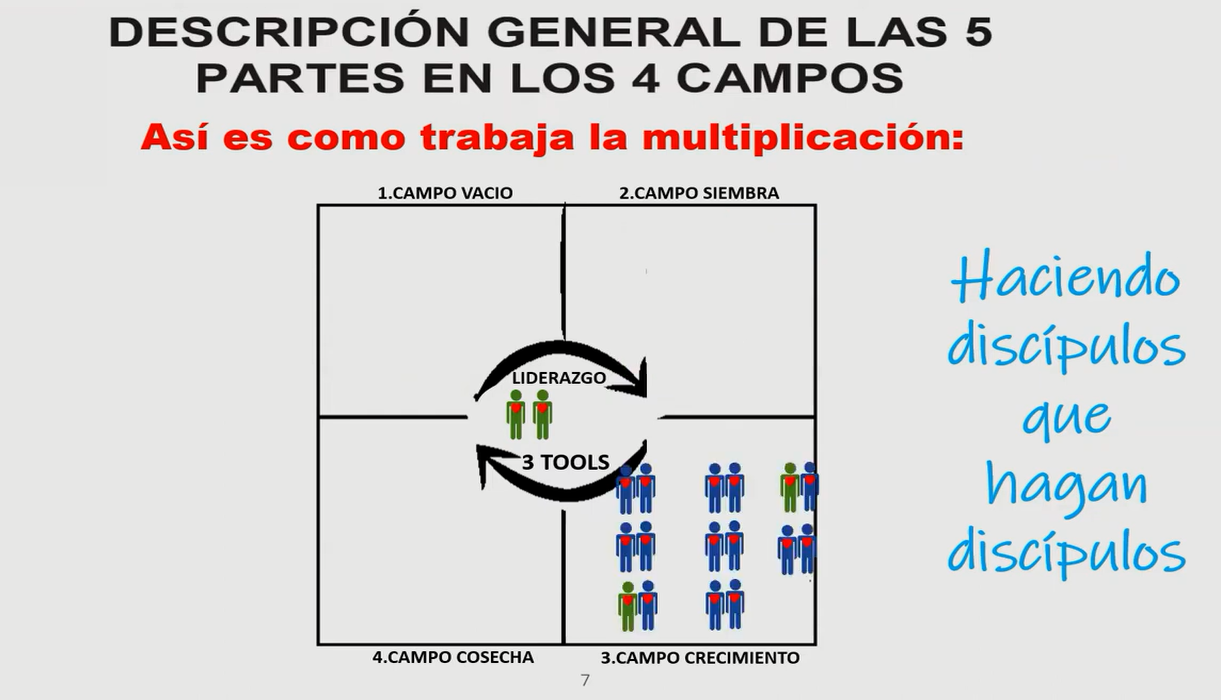 DESCRIPCIÓN GENERAL DE LAS 5
PARTES EN LOS 4 CAMPOS
Así es como trabaja la multiplicación:
1.CAMPO VACIO
2.CAMPO SIEMBRA
LIDERAZGO
3 TOOLS
4.CAMPO COSECHA
3.CAMPO CRECIMIENTO
Haciendo
discípulos
que
hagan
discípulos
7